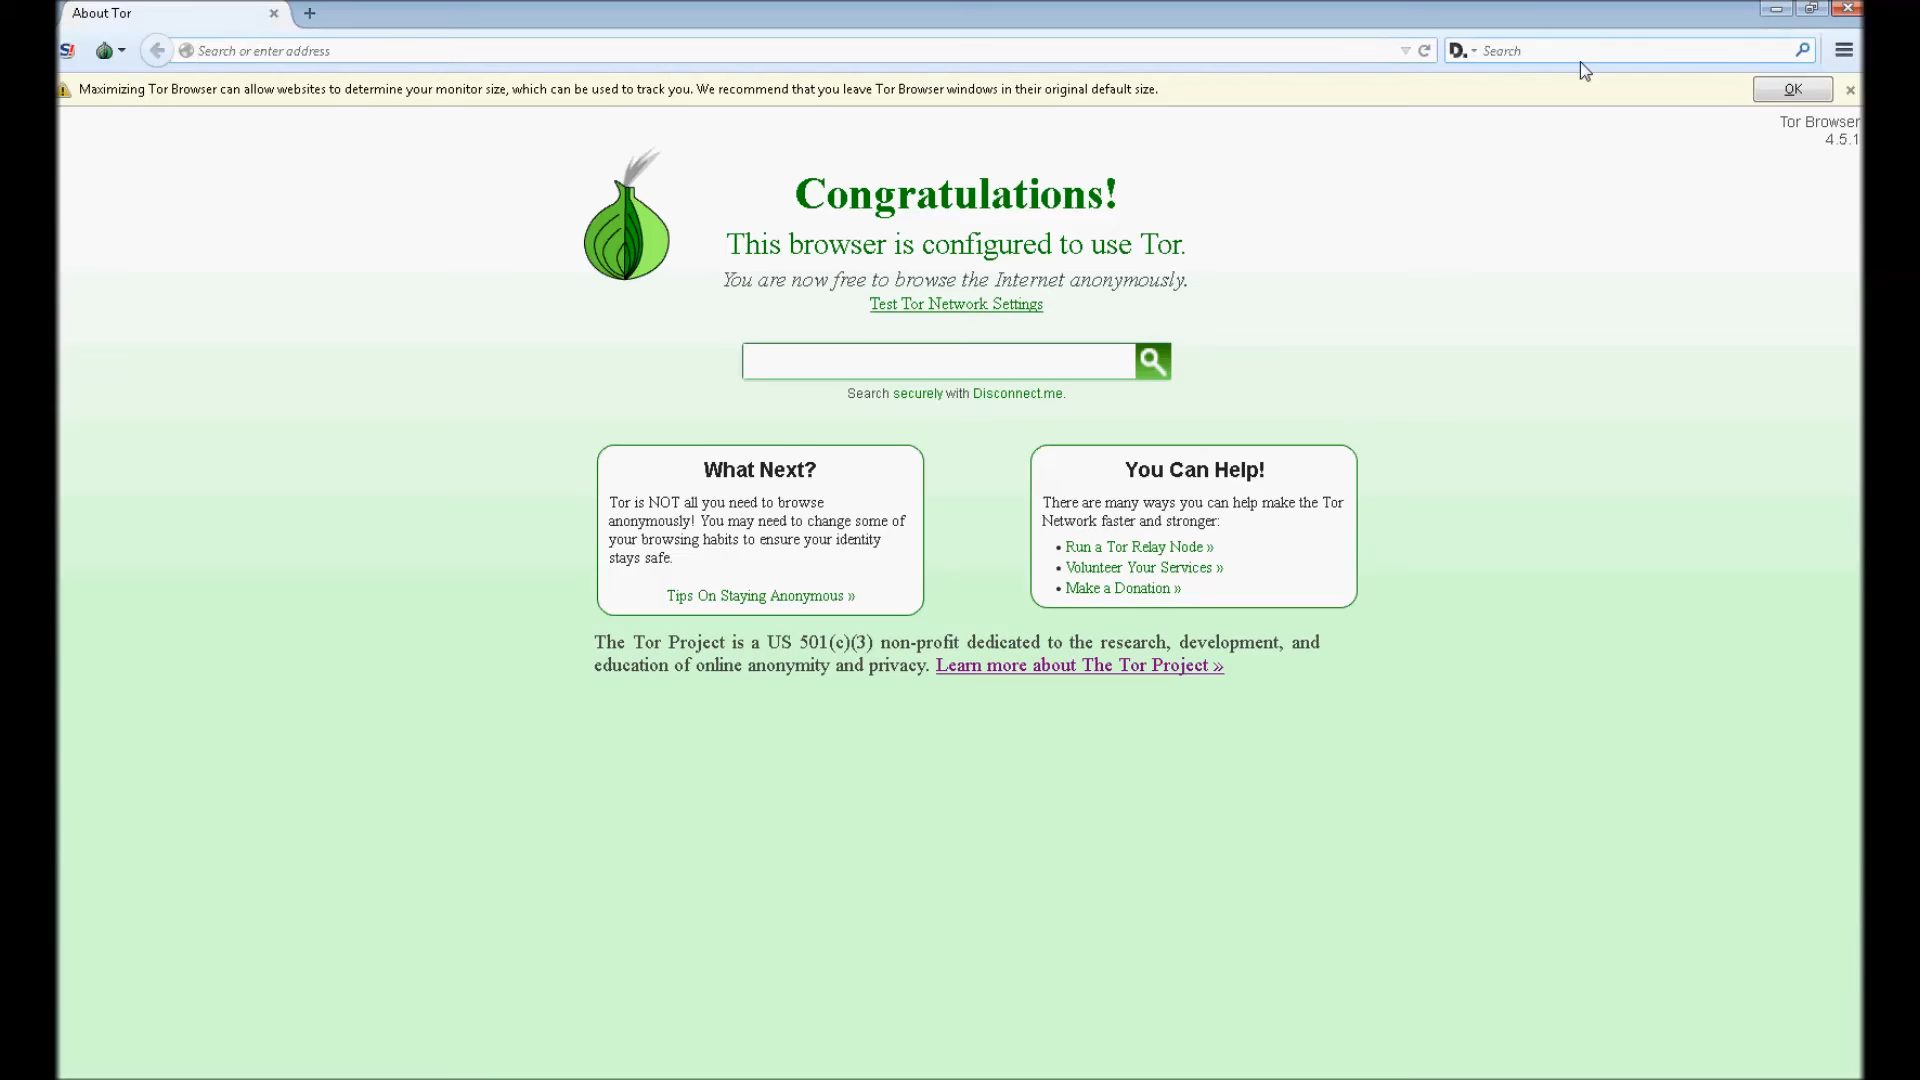 About Tor
S!
Search or enter address
D.
Search
Maximizing Tor Browser can allow websites to determine your monitor size, which can be used to track you. We recommend that you leave Tor Browser windows in their original default size.
OK
Tor Browser
4.5.1
Congratulations!
This browser is configured to use Tor.
You are now free to browse the Internet anonymously.
Test Tor Network Settings
Search securely with Disconnect.me.
What Next?
Tor is NOT all you need to browse
anonymously! You may need to change some of
your browsing habits to ensure your identity
stays safe.
Tips On Staying Anonymous »
You Can Help!
There are many ways you can help make the Tor
Network faster and stronger:
• Run a Tor Relay Node »
• Volunteer Your Services »
• Make a Donation »
The Tor Project is a US 501(c)(3) non-profit dedicated to the research, development, and
education of online anonymity and privacy. Learn more about The Tor Project »